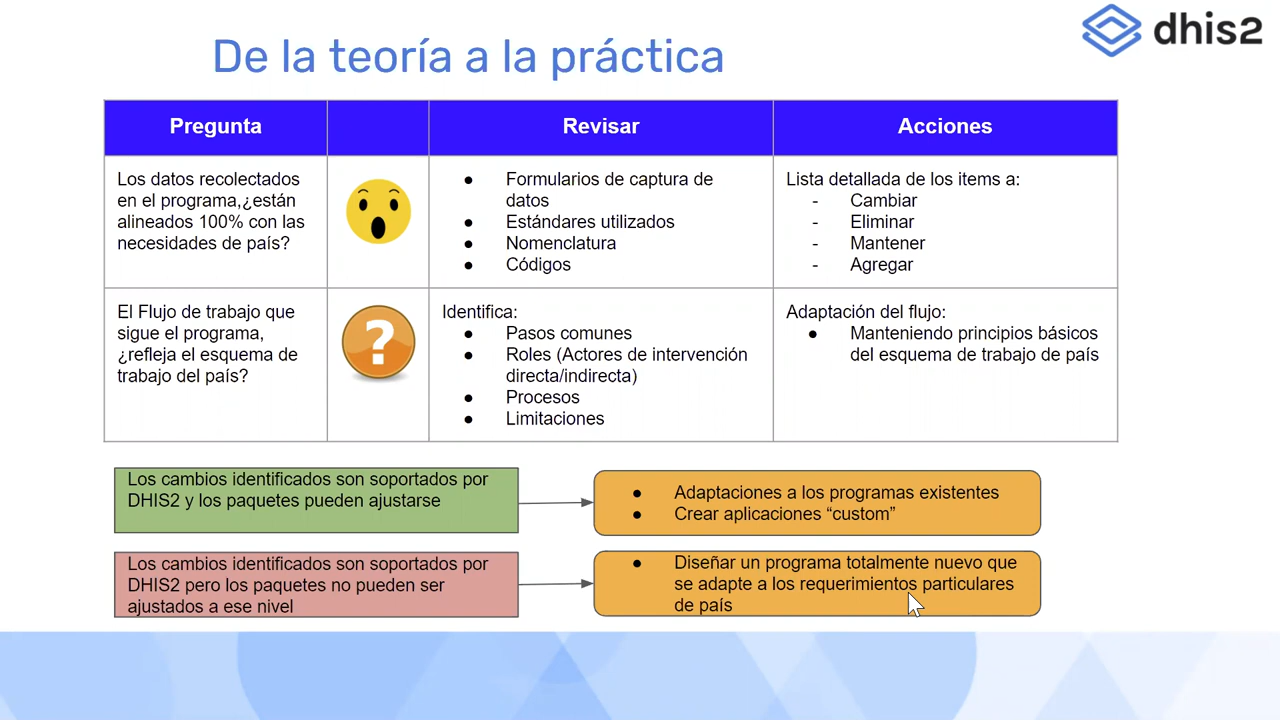 dhis2
De la teoría a la práctica
Pregunta
Revisar
Acciones
Los datos recolectados
en el programa,¿están
alineados 100% con las
necesidades de país?
● Formularios de captura de
datos
● Estándares utilizados
● Nomenclatura
● Códigos
Lista detallada de los items a:
- Cambiar
- Eliminar
- Mantener
- Agregar
El Flujo de trabajo que
sigue el programa,
¿refleja el esquema de
trabajo del país?
?
Identifica:
● Pasos comunes
● Roles (Actores de intervención
directa/indirecta)
● Procesos
● Limitaciones
Adaptación del flujo:
● Manteniendo principios básicos
del esquema de trabajo de país
Los cambios identificados son soportados por
DHIS2 y los paquetes pueden ajustarse
● Adaptaciones a los programas existentes
● Crear aplicaciones “custom”
Los cambios identificados son soportados por
DHIS2 pero los paquetes no pueden ser
ajustados a ese nivel
● Diseñar un programa totalmente nuevo que
se adapte a los requerimientos particulares
de país